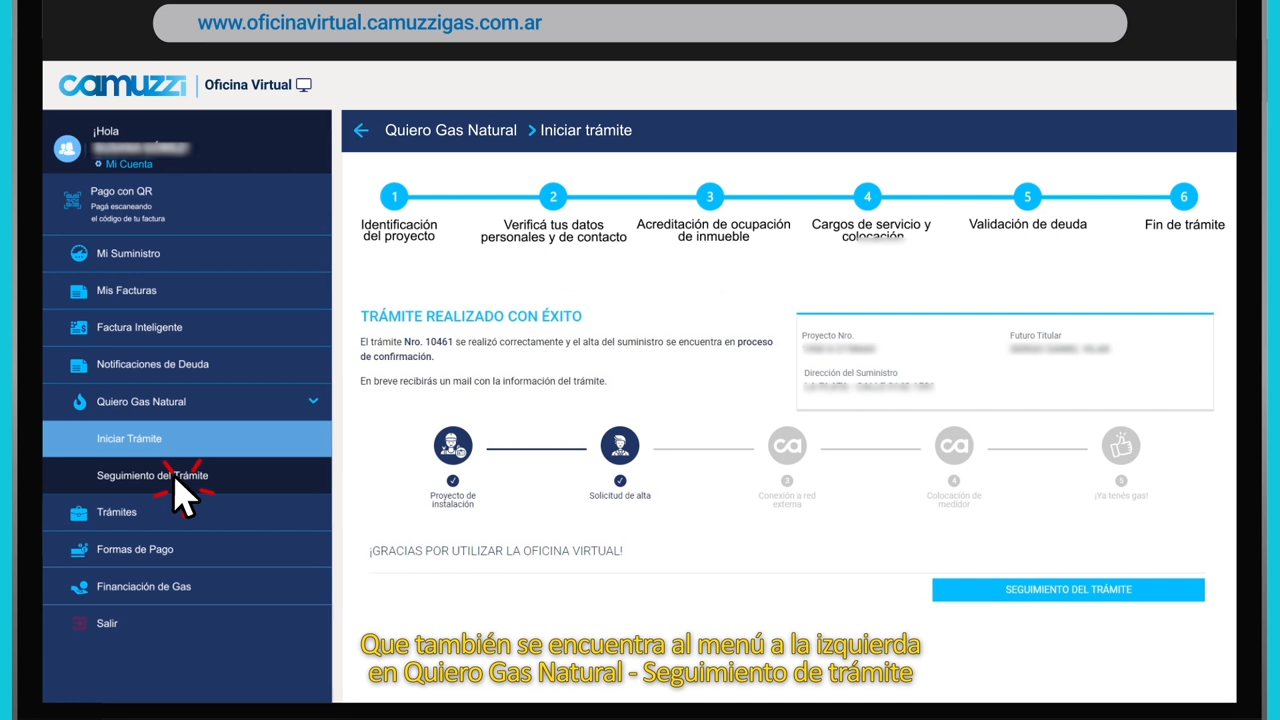 www.oficinavirtual.camuzzigas.com.ar
camuzzi
Oficina Virtual
¡Hola
Mi Cuenta
Pago con QR
Pagá escaneando
el código de tu factura
Mi Suministro
Mis Facturas
Factura Inteligente
Notificaciones de Deuda
Quiero Gas Natural
Iniciar Trámite
Seguimiento del Trámite
Trámites
Formas de Pago
Financiación de Gas
Salir
Quiero Gas Natural > Iniciar trámite
1
Identificación
del proyecto
2
Verificá tus datos
personales y de contacto
3
Acreditación de ocupación
de inmueble
4
Cargos de servicio y
colocación
5
Validación de deuda
6
Fin de trámite
TRÁMITE REALIZADO CON ÉXITO
El trámite Nro. 10461 se realizó correctamente y el alta del suministro se encuentra en proceso
de confirmación.
En breve recibirás un mail con la información del trámite.
Proyecto Nro.
Futuro Titular
Dirección del Suministro
Proyecto de
instalación
Solicitud de alta
ca
3
Conexión a red
externa
ca
4
Colocación de
medidor
5
¡Ya tenés gas!
¡GRACIAS POR UTILIZAR LA OFICINA VIRTUAL!
SEGUIMIENTO DEL TRÁMITE
Que también se encuentra al menú a la izquierda
en Quiero Gas Natural - Seguimiento de trámite